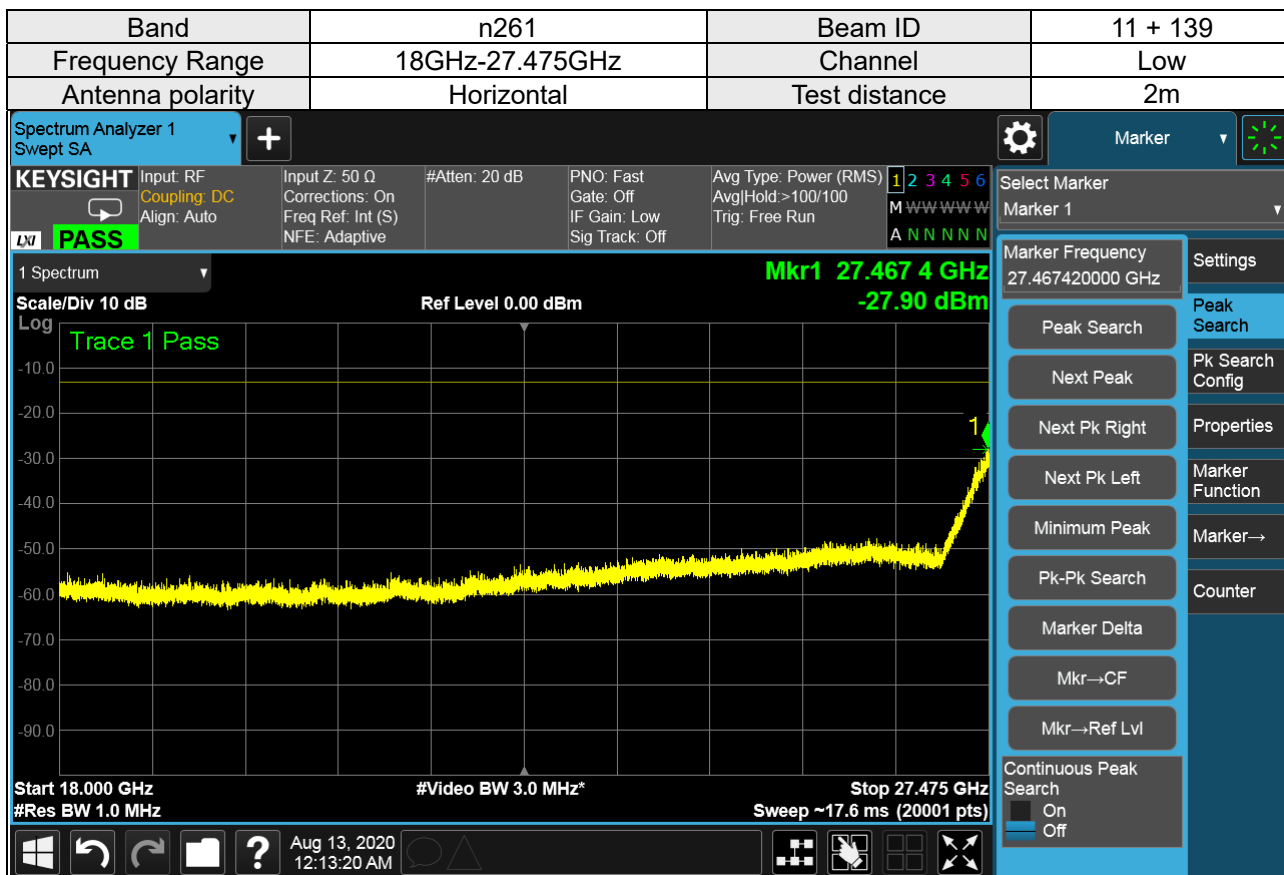 Band n261 Beam ID 11 + 139
Frequency Range 18GHz-27.475GHz Channel Low
Antenna polarity Horizontal Test distance 2m
Spectrum Analyzer 1
Swept SA
+
Marker
KEYSIGHT
LXI PASS
Input: RF
Coupling: DC
Align: Auto
Input Z: 50 Ω
Corrections: On
Freq Ref: Int (S)
NFE: Adaptive
#Atten: 20 dB
PNO: Fast
Gate: Off
IF Gain: Low
Sig Track: Off
Avg Type: Power (RMS)
Avg|Hold:>100/100
Trig: Free Run
1 2 3 4 5 6
M W W W W W
A N N N N N
Select Marker
Marker 1
1 Spectrum
Mkr1 27.467 4 GHz
Scale/Div 10 dB Ref Level 0.00 dBm -27.90 dBm
Log
Trace 1 Pass
-10.0
-20.0
1
-30.0
-40.0
-50.0
-60.0
-70.0
-80.0
-90.0
Start 18.000 GHz #Video BW 3.0 MHz* Stop 27.475 GHz
#Res BW 1.0 MHz Sweep ~17.6 ms (20001 pts)
Marker Frequency
27.467420000 GHz
Peak Search
Next Peak
Next Pk Right
Next Pk Left
Minimum Peak
Pk-Pk Search
Marker Delta
Mkr→CF
Mkr→Ref Lvl
Continuous Peak
Search
On
Off
Settings
Peak
Search
Pk Search
Config
Properties
Marker
Function
Marker→
Counter
?
Aug 13, 2020
12:13:20 AM